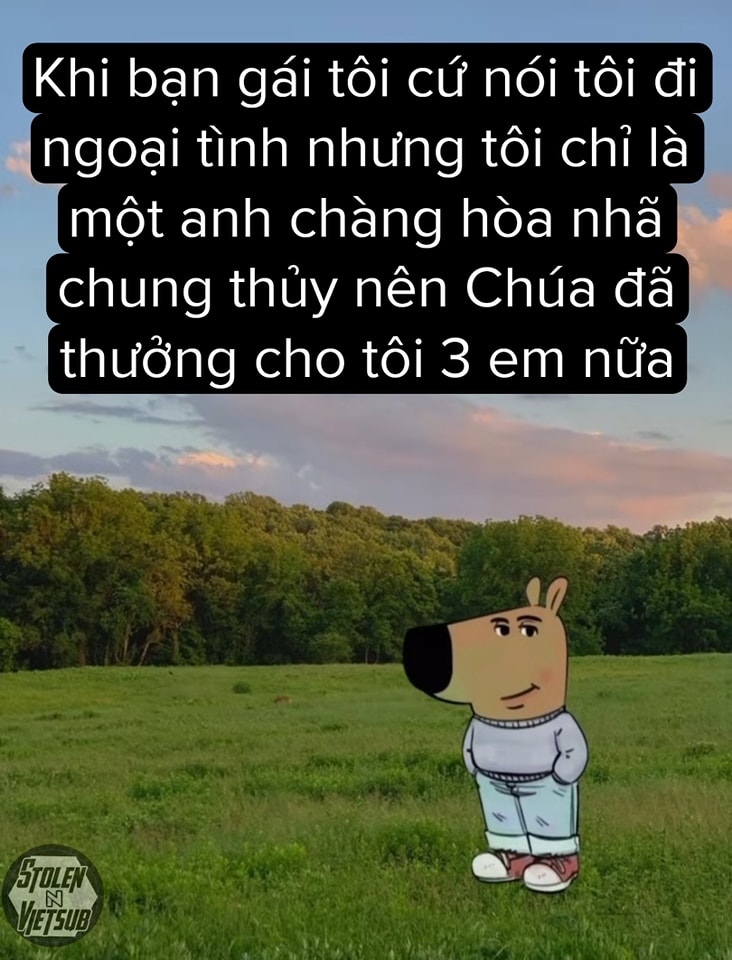 Khi bạn gái tôi cứ nói tôi đi
ngoại tình nhưng tôi chỉ là
một anh chàng hòa nhã
chung thủy nên Chúa đã
thưởng cho tôi 3 em nữa
STOLEN
N
VIETSUB